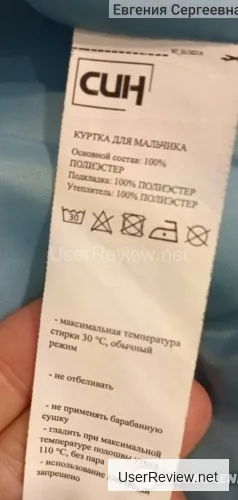 Евгения Сергеевна
СИН
КУРТКА ДЛЯ МАЛЬЧИКА
Основной состав: 100%
ПОЛИЭСТЕР
Подкладка: 100% ПОЛИЭСТЕР
Утеплитель: 100% ПОЛИЭСТЕР
30
UserReview.net
- максимальная температура
стирки 30 °С, обычный
режим
- не отбеливать
- не применять барабанную
сушку
- гладить при максимальной
температуре подошвы
110 °С, без пара
- использование
запрещено
UserReview.net